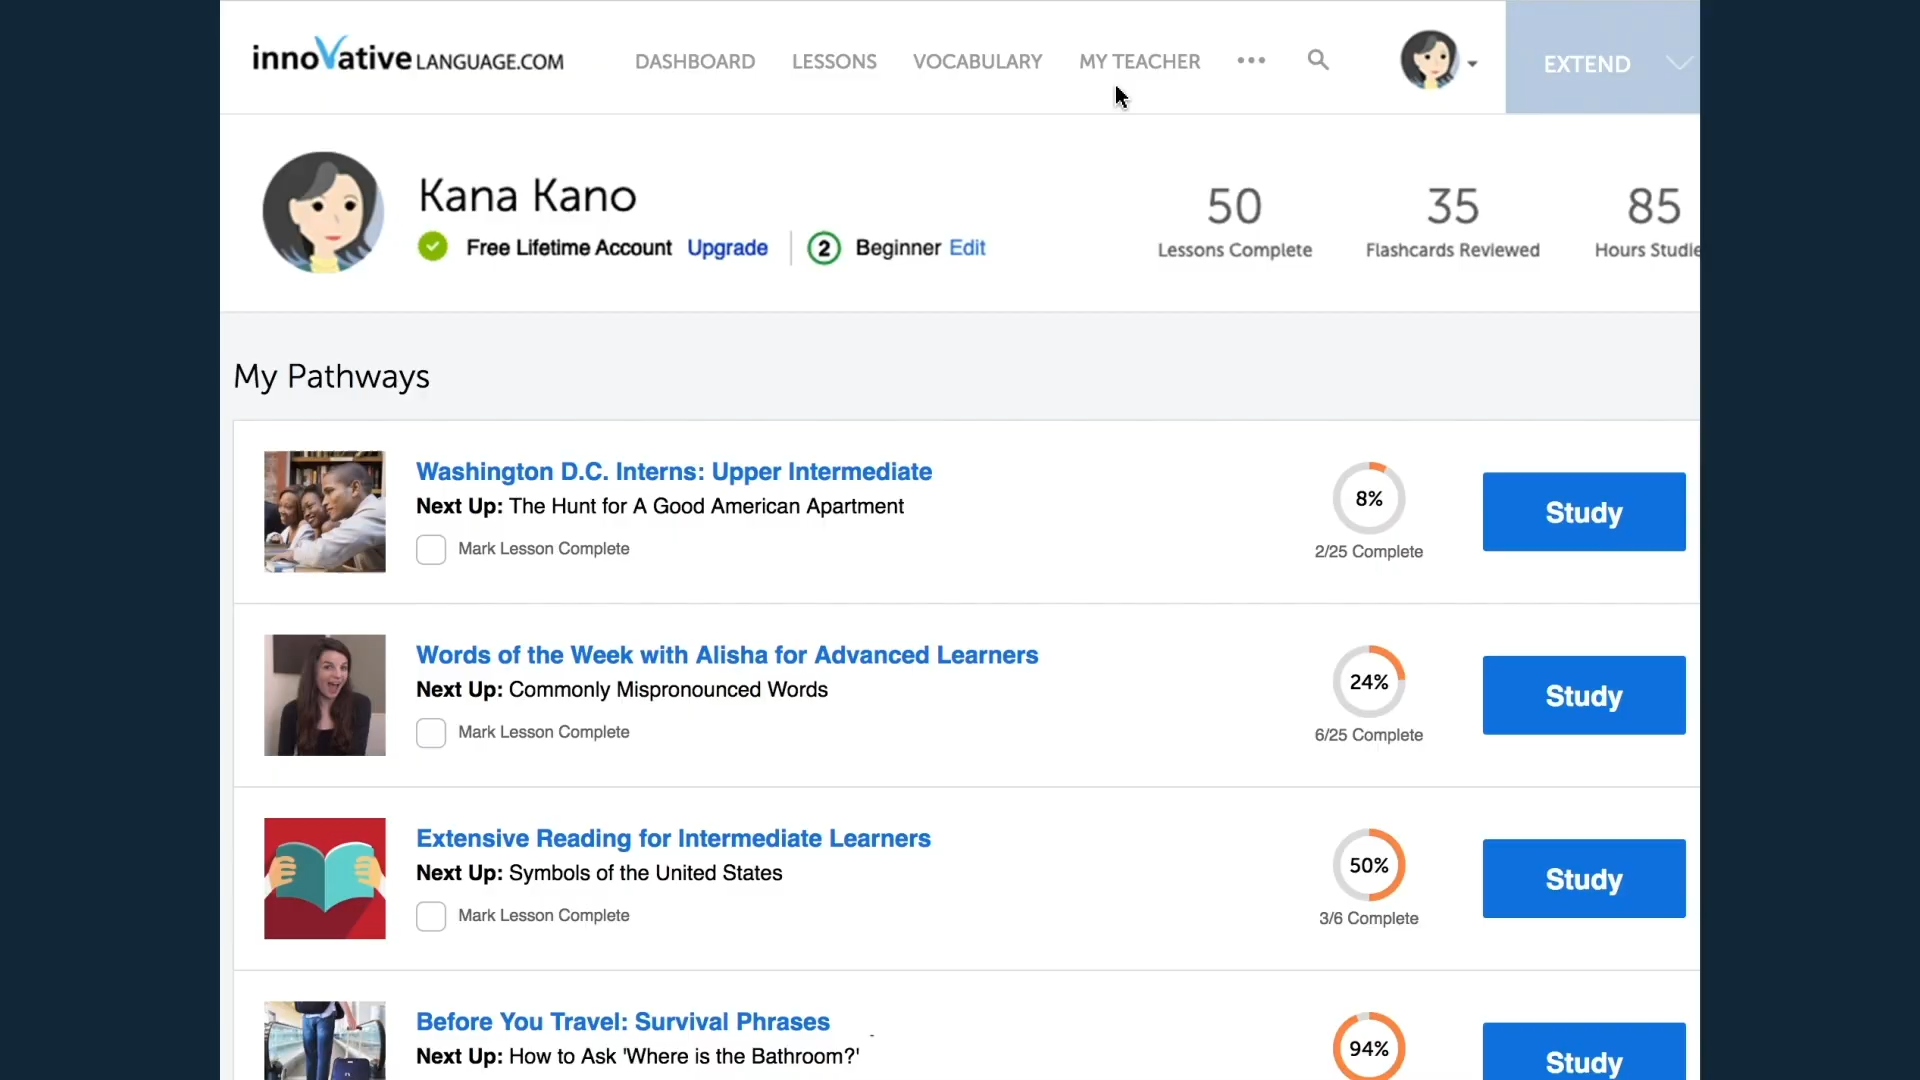 innoVative LANGUAGE.COM
DASHBOARD LESSONS VOCABULARY MY TEACHER
EXTEND
Kana Kano
Free Lifetime Account Upgrade 2 Beginner Edit
50 35 85
Lessons Complete Flashcards Reviewed Hours Studie
My Pathways
Washington D.C. Interns: Upper Intermediate
Next Up: The Hunt for A Good American Apartment
Mark Lesson Complete
8%
2/25 Complete
Study
Words of the Week with Alisha for Advanced Learners
Next Up: Commonly Mispronounced Words
Mark Lesson Complete
24%
6/25 Complete
Study
Extensive Reading for Intermediate Learners
Next Up: Symbols of the United States
Mark Lesson Complete
50%
3/6 Complete
Study
Before You Travel: Survival Phrases
Next Up: How to Ask 'Where is the Bathroom?'
94%
Study